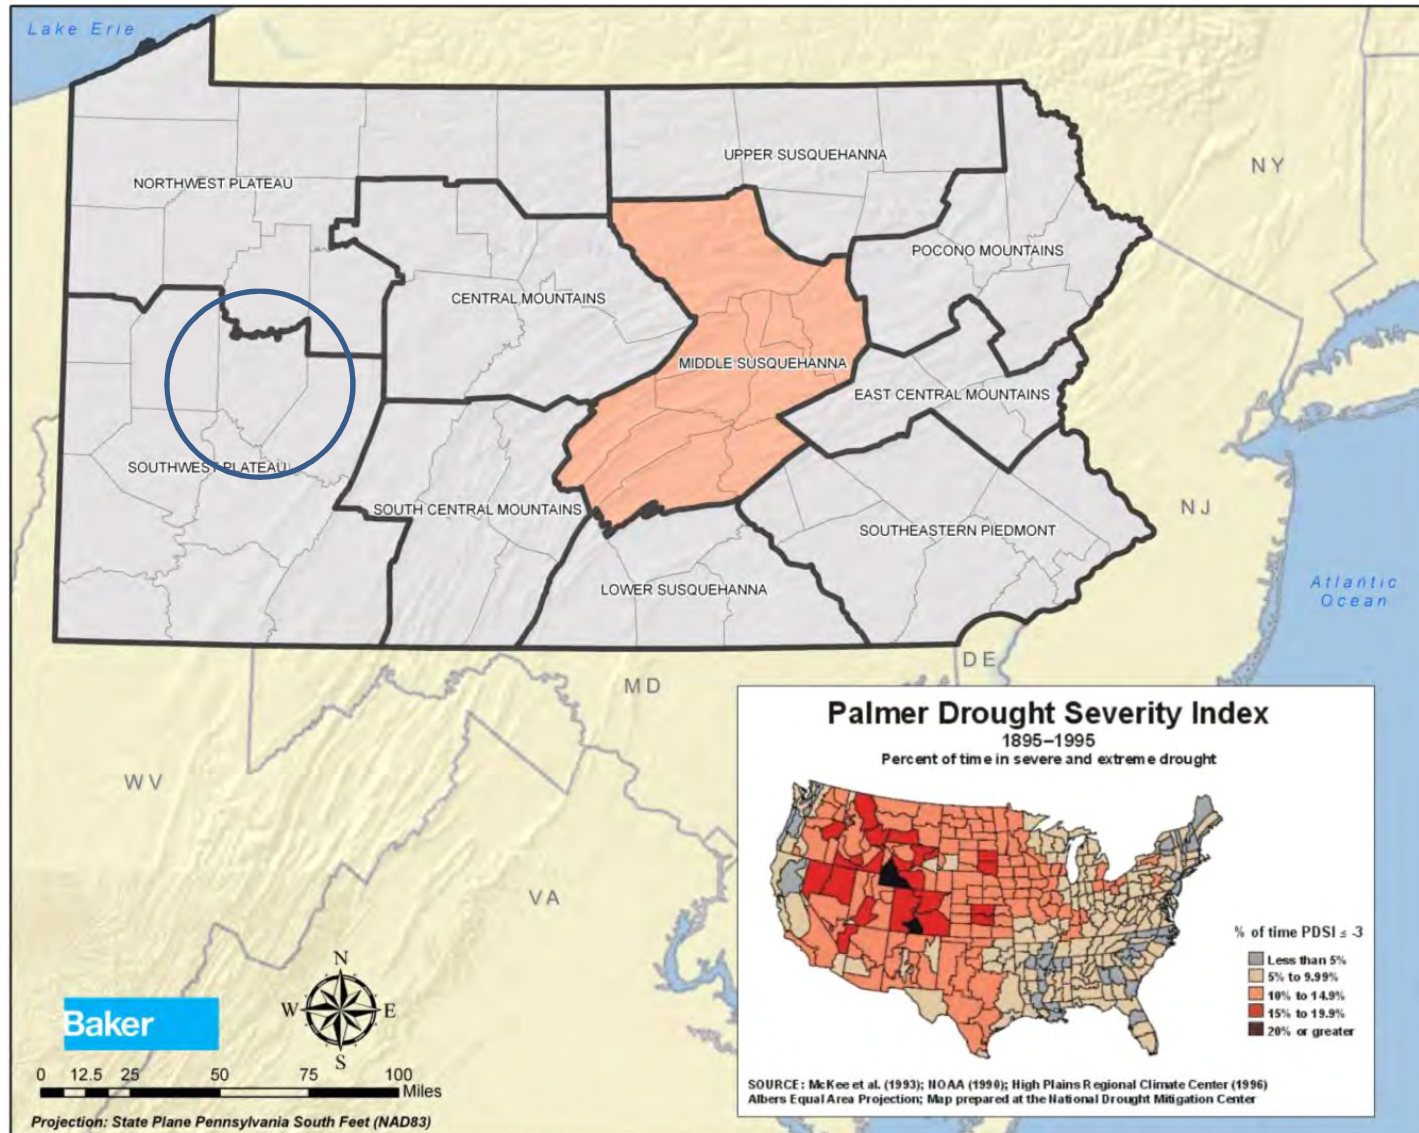 Lake Erie
UPPER SUSQUEHANNA
NY
NORTHWEST PLATEAU
POCONO MOUNTAINS
CENTRAL MOUNTAINS
MIDDLE SUSQUEHANNA
EAST CENTRAL MOUNTAINS
SOUTHWEST PLATEAU
SOUTH CENTRAL MOUNTAINS
NJ
SOUTHEASTERN PIEDMONT
LOWER SUSQUEHANNA
Atlantic
Ocean
DE
MD
WV
VA
Palmer Drought Severity Index
1895–1995
Percent of time in severe and extreme drought
% of time PDSI ≤ -3
Less than 5%
5% to 9.99%
10% to 14.9%
15% to 19.9%
20% or greater
SOURCE: McKee et al. (1993); NOAA (1990); High Plains Regional Climate Center (1996)
Albers Equal Area Projection; Map prepared at the National Drought Mitigation Center
N
W E
S
Baker
0 12.5 25 50 75 100
Miles
Projection: State Plane Pennsylvania South Feet (NAD83)